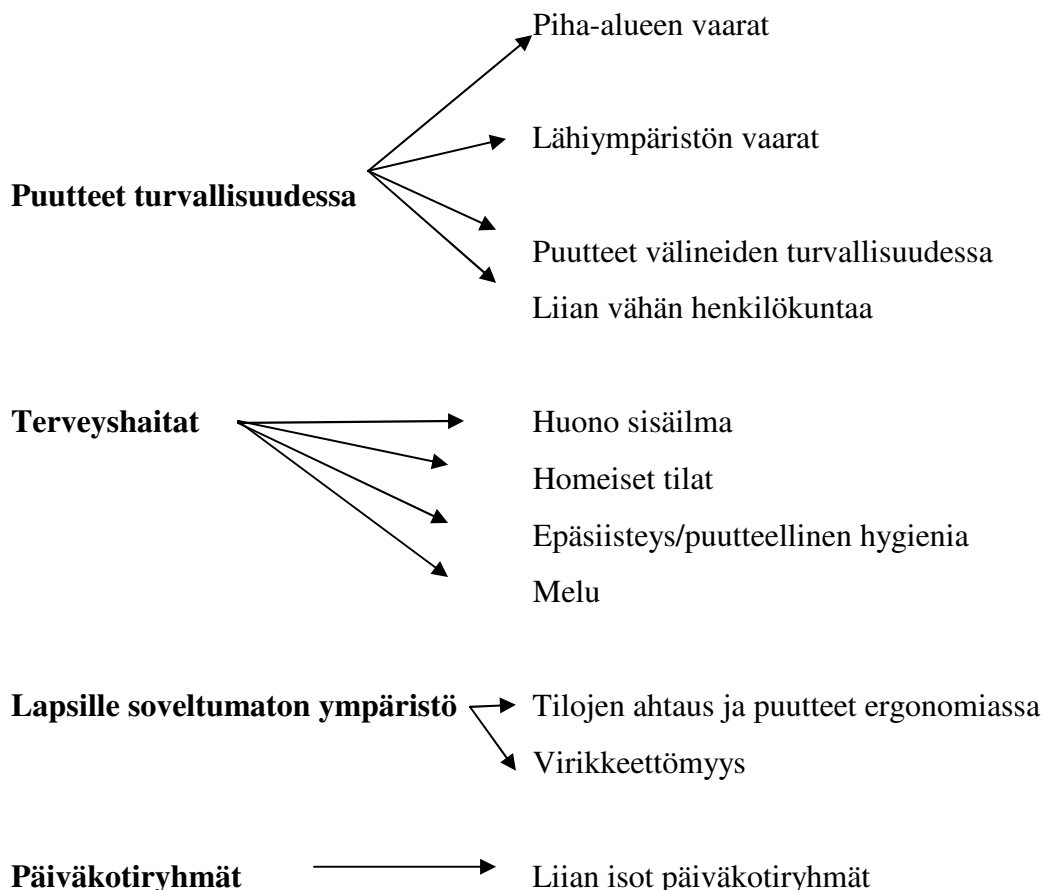 Piha-alueen vaarat
Lähiympäristön vaarat
Puutteet turvallisuudessa
Puutteet välineiden turvallisuudessa
Liian vähän henkilökuntaa
Terveyshaitat
Huono sisäilma
Homeiset tilat
Epäsiisteys/puutteellinen hygienia
Melu
Lapsille soveltumaton ympäristö
Tilojen ahtaus ja puutteet ergonomiassa
Virikkeettömyys
Päiväkotiryhmät
Liian isot päiväkotiryhmät